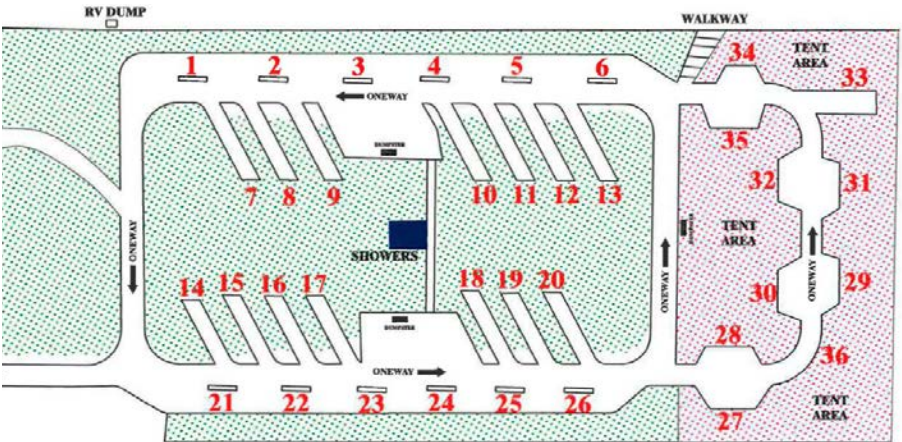 RV DUMP
WALKWAY
1
2
3
4
5
6
34
TENT
AREA
33
ONEWAY
35
DUMPSTER
7
8
9
10
11
12
13
32
31
ONEWAY
SHOWERS
DUMPSTER
TENT
AREA
ONEWAY
14
15
16
17
18
19
20
30
29
DUMPSTER
28
36
ONEWAY
ONEWAY
21
22
23
24
25
26
27
TENT
AREA